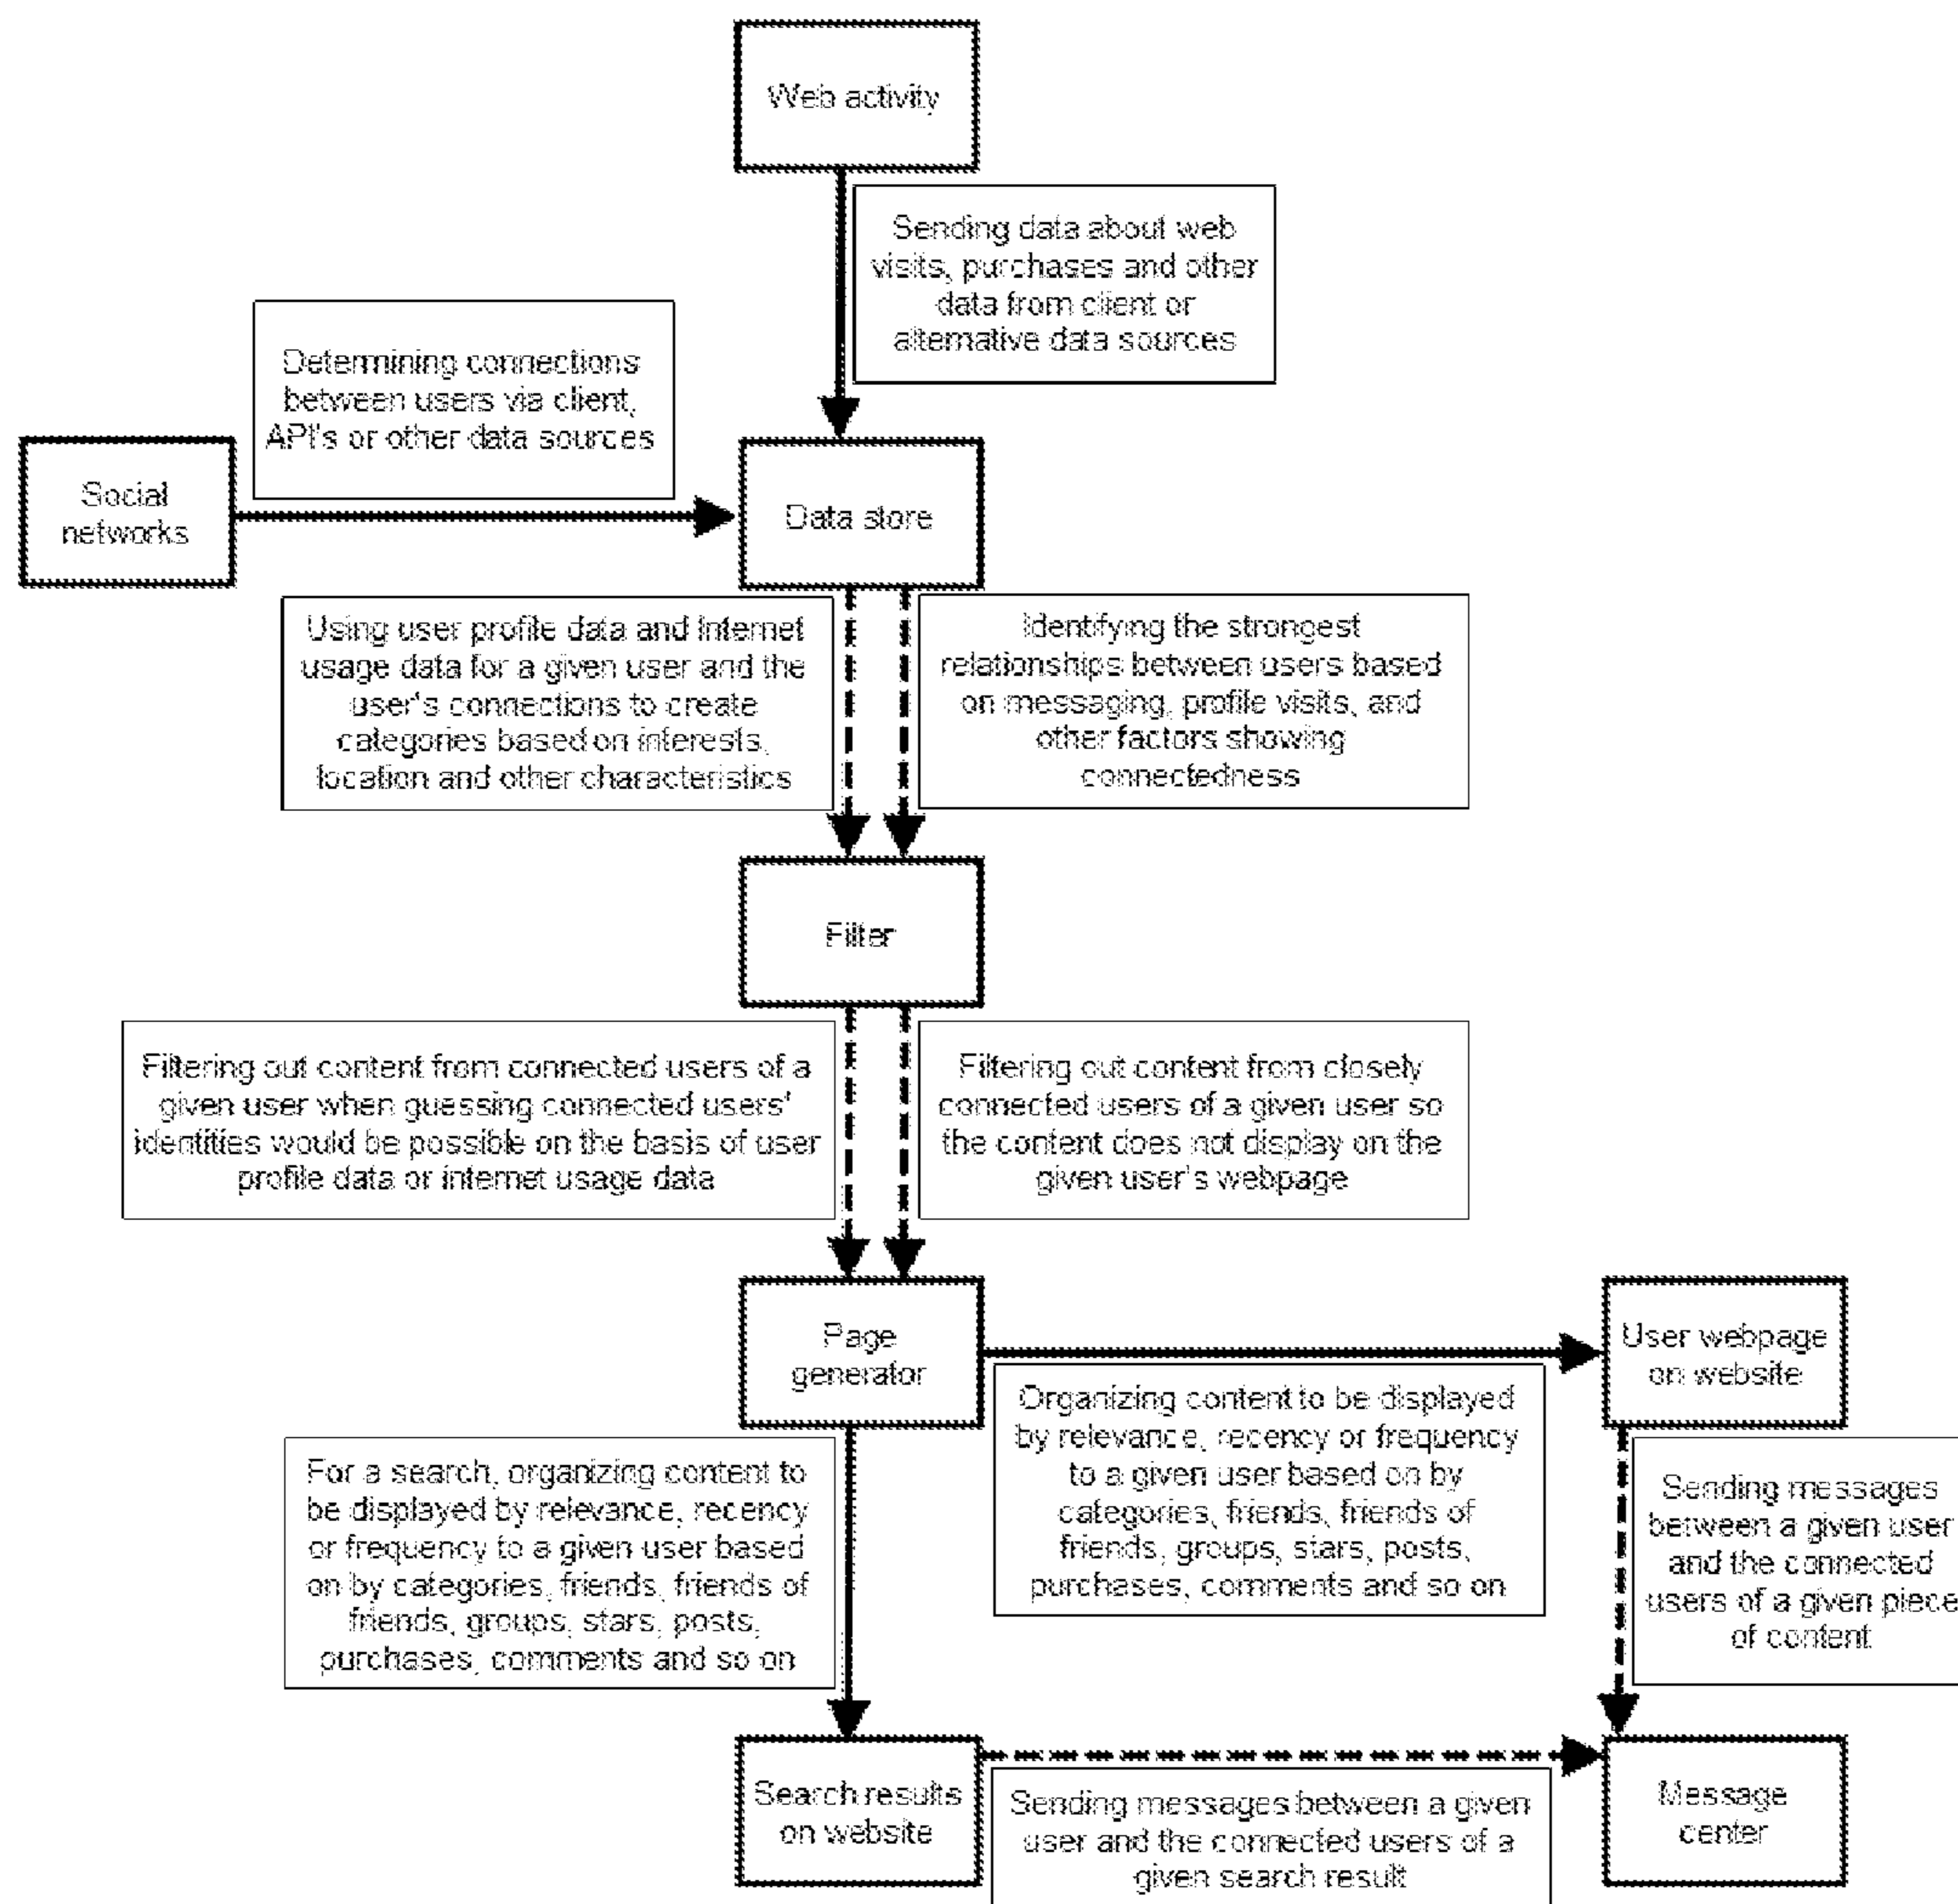 Web activity
Sending data about web
visits, purchases and other
data from client or
alternative data sources
Determining connections
between users via client,
API's or other data sources
Social
networks
Data store
Using user profile data and Internet
usage data for a given user and the
user's connections to create
categories based on interests,
location and other characteristics
Identifying the strongest
relationships between users based
on messaging, profile visits, and
other factors showing
connectedness
Filter
Filtering out content from connected users of a
given user when guessing connected users'
identities would be possible on the basis of user
profile data or internet usage data
Filtering out content from closely
connected users of a given user so
the content does not display on the
given user's webpage
Page
generator
User webpage
on website
Organizing content to be displayed
by relevance, recency or frequency
to a given user based on by
categories, friends, friends of
friends, groups, stars, posts,
purchases, comments and so on
For a search, organizing content to
be displayed by relevance, recency
or frequency to a given user based
on by categories, friends, friends of
friends, groups, stars, posts,
purchases, comments and so on
Sending messages
between a given user
and the connected
users of a given piece
of content
Search results
on website
Sending messages between a given
user and the connected users of a
given search result
Message
center